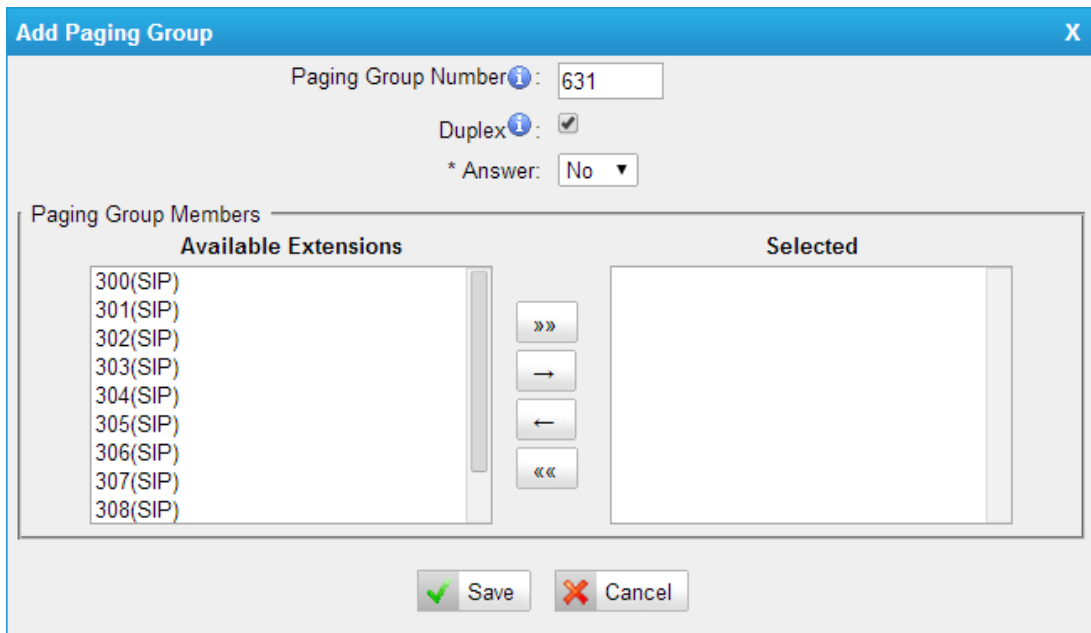 Add Paging Group X
Paging Group Number i : 631
Duplex i :
* Answer: No ▼
Paging Group Members
Available Extensions Selected
300(SIP)
301(SIP)
302(SIP)
303(SIP)
304(SIP)
305(SIP)
306(SIP)
307(SIP)
308(SIP)
»»
→
←
««
Save Cancel